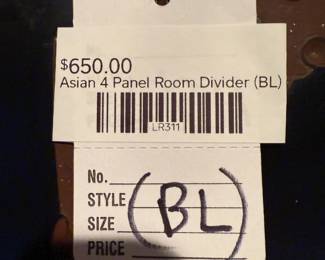 $650.00
Asian 4 Panel Room Divider (BL)
LR311
No.
STYLE
SIZE
PRICE
(BL)